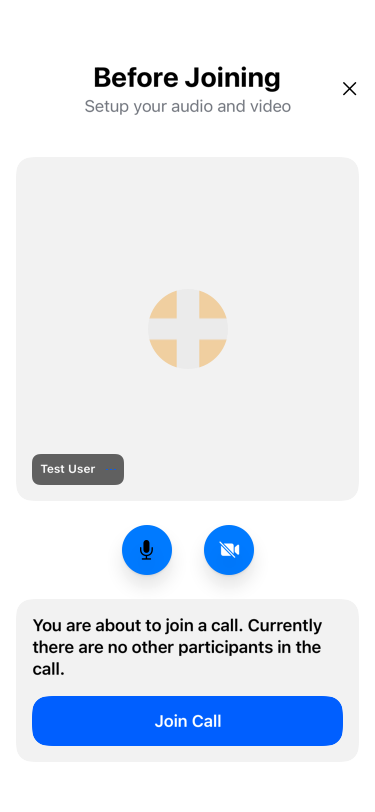 Before Joining
Setup your audio and video
Test User
You are about to join a call. Currently
there are no other participants in the
call.
Join Call